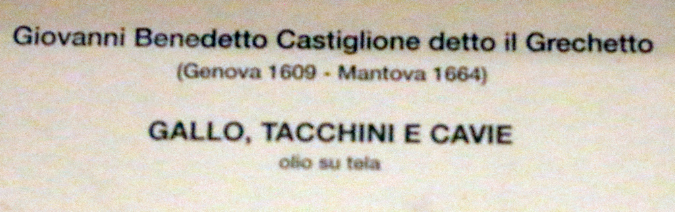 Giovanni Benedetto Castiglione detto il Grechetto
(Genova 1609 - Mantova 1664)
GALLO, TACCHINI E CAVIE
olio su tela